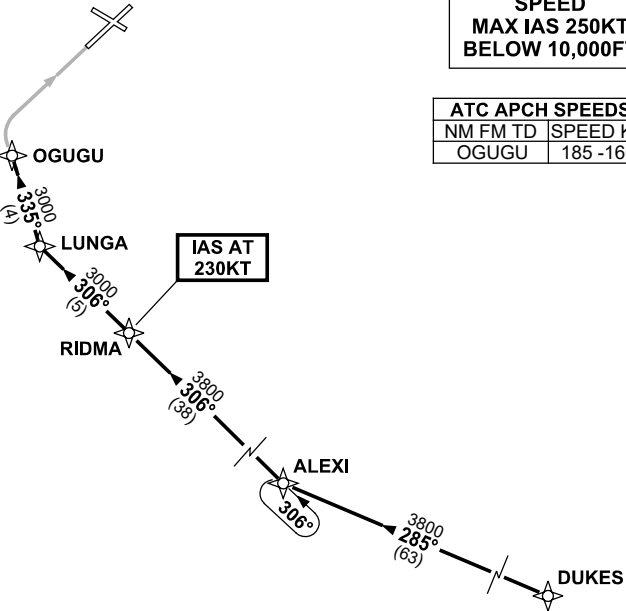 SPEED
MAX IAS 250KT
BELOW 10,000FT
ATC APCH SPEEDS
NM FM TD SPEED K
OGUGU 185 -16
OGUGU
3000
335°
(4)
LUNGA
IAS AT
230KT
3000
306°
(5)
RIDMA
3800
306°
(38)
ALEXI
306°
3800
285°
(63)
DUKES